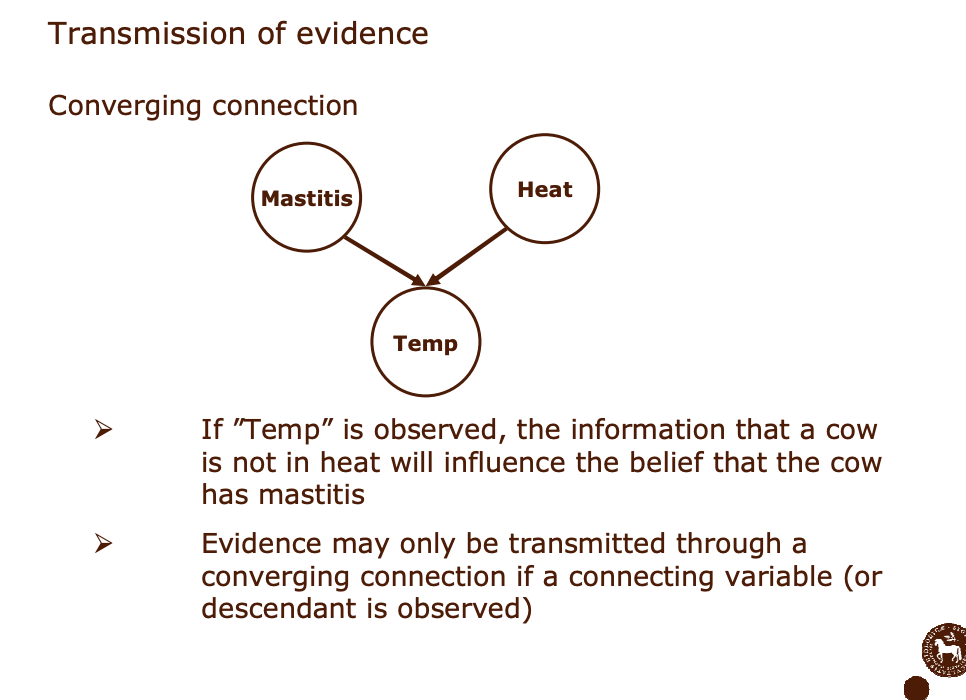 Transmission of evidence
Converging connection
Mastitis
Heat
Temp
➢ If ”Temp” is observed, the information that a cow
is not in heat will influence the belief that the cow
has mastitis
➢ Evidence may only be transmitted through a
converging connection if a connecting variable (or
descendant is observed)